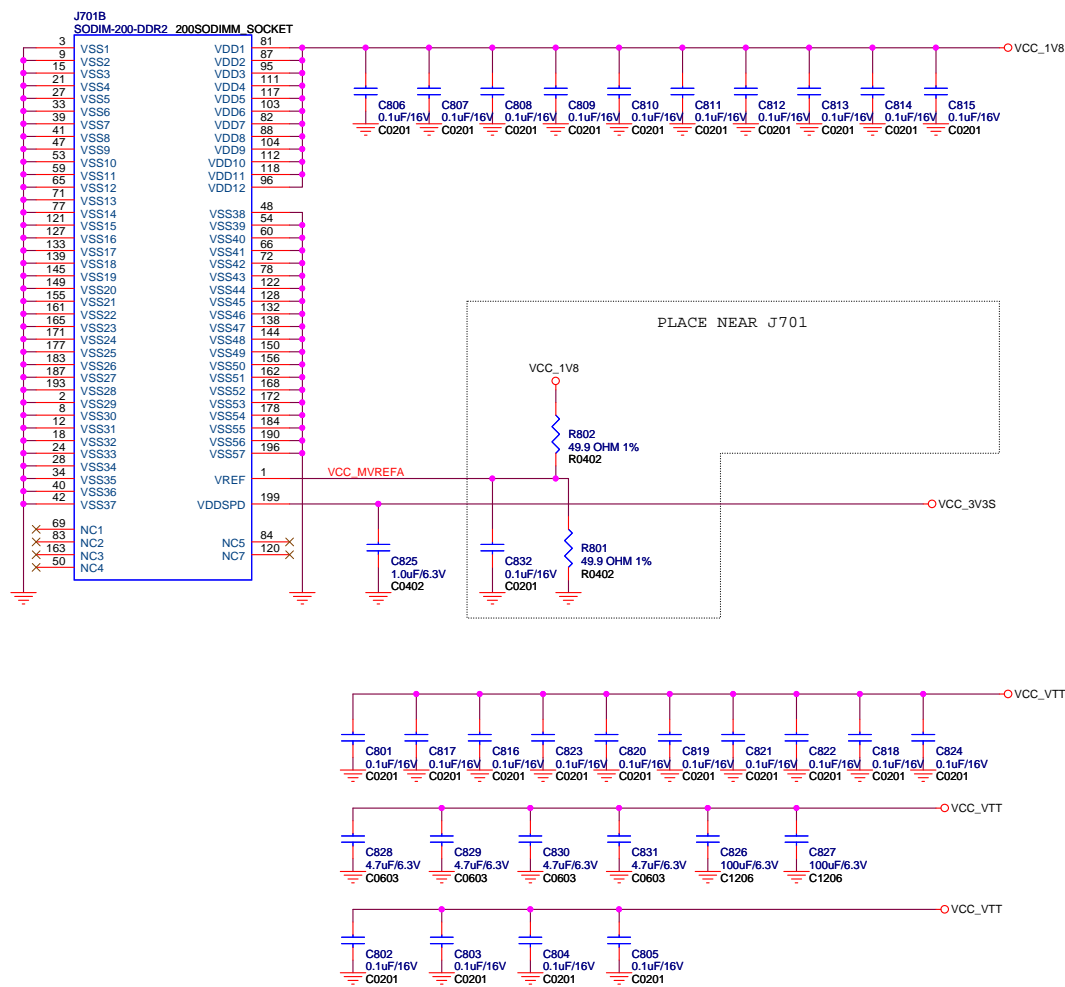 J701B
SODIM-200-DDR2 200SODIMM_SOCKET
3 VSS1 VDD1 81
9 VSS2 VDD2 87
15 VSS3 VDD3 95
21 VSS4 VDD4 111
27 VSS5 VDD5 117
33 VSS6 VDD6 103
39 VSS7 VDD7 82
41 VSS8 VDD8 88
47 VSS9 VDD9 104
53 VSS10 VDD10 112
59 VSS11 VDD11 118
65 VSS12 VDD12 96
71 VSS13
77 VSS14 VSS38 48
121 VSS15 VSS39 54
127 VSS16 VSS40 60
133 VSS17 VSS41 66
139 VSS18 VSS42 72
145 VSS19 VSS43 78
149 VSS20 VSS44 122
155 VSS21 VSS45 128
161 VSS22 VSS46 132
165 VSS23 VSS47 138
171 VSS24 VSS48 144
177 VSS25 VSS49 150
183 VSS26 VSS50 156
187 VSS27 VSS51 162
193 VSS28 VSS52 168
2 VSS29 VSS53 172
8 VSS30 VSS54 178
12 VSS31 VSS55 184
18 VSS32 VSS56 190
24 VSS33 VSS57 196
28 VSS34
34 VSS35 VREF 1 VCC_MVREFA
40 VSS36
42 VSS37 VDDSPD 199 VCC_3V3S
69 NC1
83 NC2 NC5 84
163 NC3 NC7 120
50 NC4
VCC_1V8
C806 C807 C808 C809 C810 C811 C812 C813 C814 C815
0.1uF/16V 0.1uF/16V 0.1uF/16V 0.1uF/16V 0.1uF/16V 0.1uF/16V 0.1uF/16V 0.1uF/16V 0.1uF/16V 0.1uF/16V
C0201 C0201 C0201 C0201 C0201 C0201 C0201 C0201 C0201 C0201
PLACE NEAR J701
VCC_1V8
R802
49.9 OHM 1%
R0402
C825
1.0uF/6.3V
C0402
C832
0.1uF/16V
C0201
R801
49.9 OHM 1%
R0402
VCC_VTT
C801 C817 C816 C823 C820 C819 C821 C822 C818 C824
0.1uF/16V 0.1uF/16V 0.1uF/16V 0.1uF/16V 0.1uF/16V 0.1uF/16V 0.1uF/16V 0.1uF/16V 0.1uF/16V 0.1uF/16V
C0201 C0201 C0201 C0201 C0201 C0201 C0201 C0201 C0201 C0201
VCC_VTT
C828 C829 C830 C831 C826 C827
4.7uF/6.3V 4.7uF/6.3V 4.7uF/6.3V 4.7uF/6.3V 100uF/6.3V 100uF/6.3V
C0603 C0603 C0603 C0603 C1206 C1206
VCC_VTT
C802 C803 C804 C805
0.1uF/16V 0.1uF/16V 0.1uF/16V 0.1uF/16V
C0201 C0201 C0201 C0201